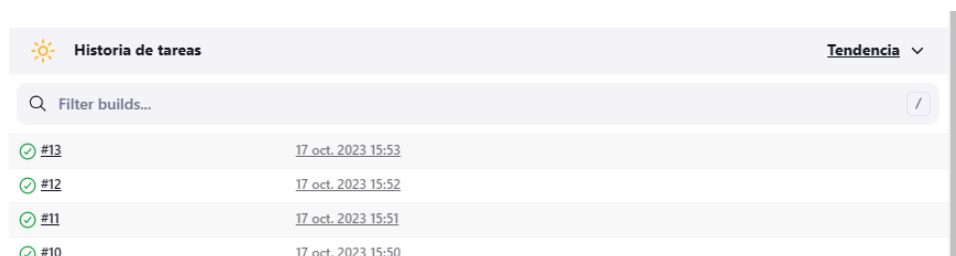 Historia de tareas Tendencia
Filter builds... /
#13 17 oct. 2023 15:53
#12 17 oct. 2023 15:52
#11 17 oct. 2023 15:51
#10 17 oct. 2023 15:50